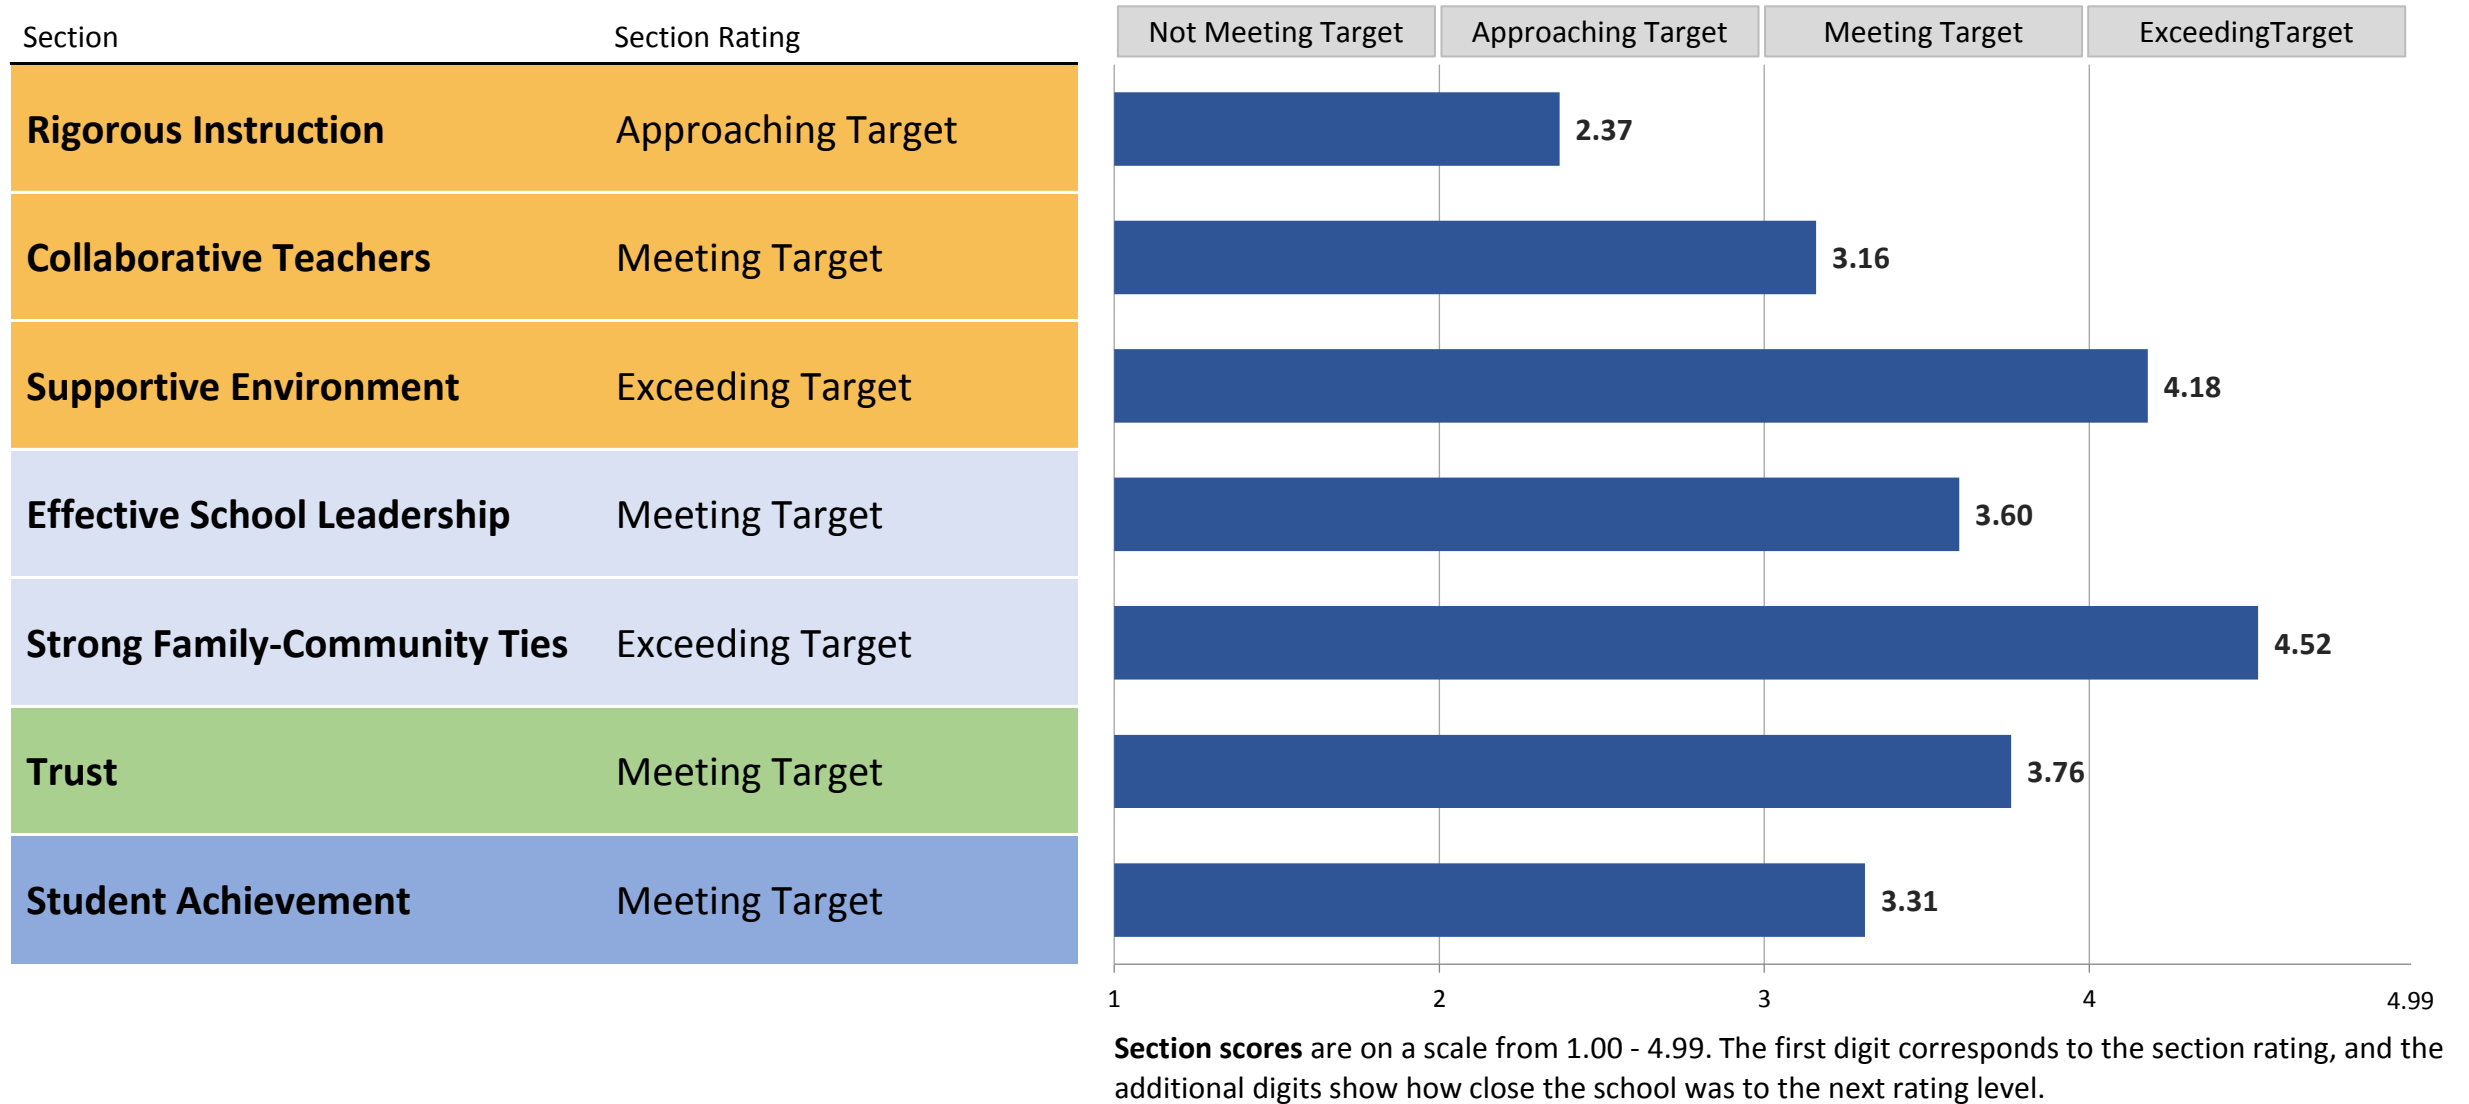 Section Section Rating Not Meeting Target Approaching Target Meeting Target ExceedingTarget
Rigorous Instruction Approaching Target 2.37
Collaborative Teachers Meeting Target 3.16
Supportive Environment Exceeding Target 4.18
Effective School Leadership Meeting Target 3.60
Strong Family-Community Ties Exceeding Target 4.52
Trust Meeting Target 3.76
Student Achievement Meeting Target 3.31
1 2 3 4 4.99
Section scores are on a scale from 1.00 - 4.99. The first digit corresponds to the section rating, and the
additional digits show how close the school was to the next rating level.